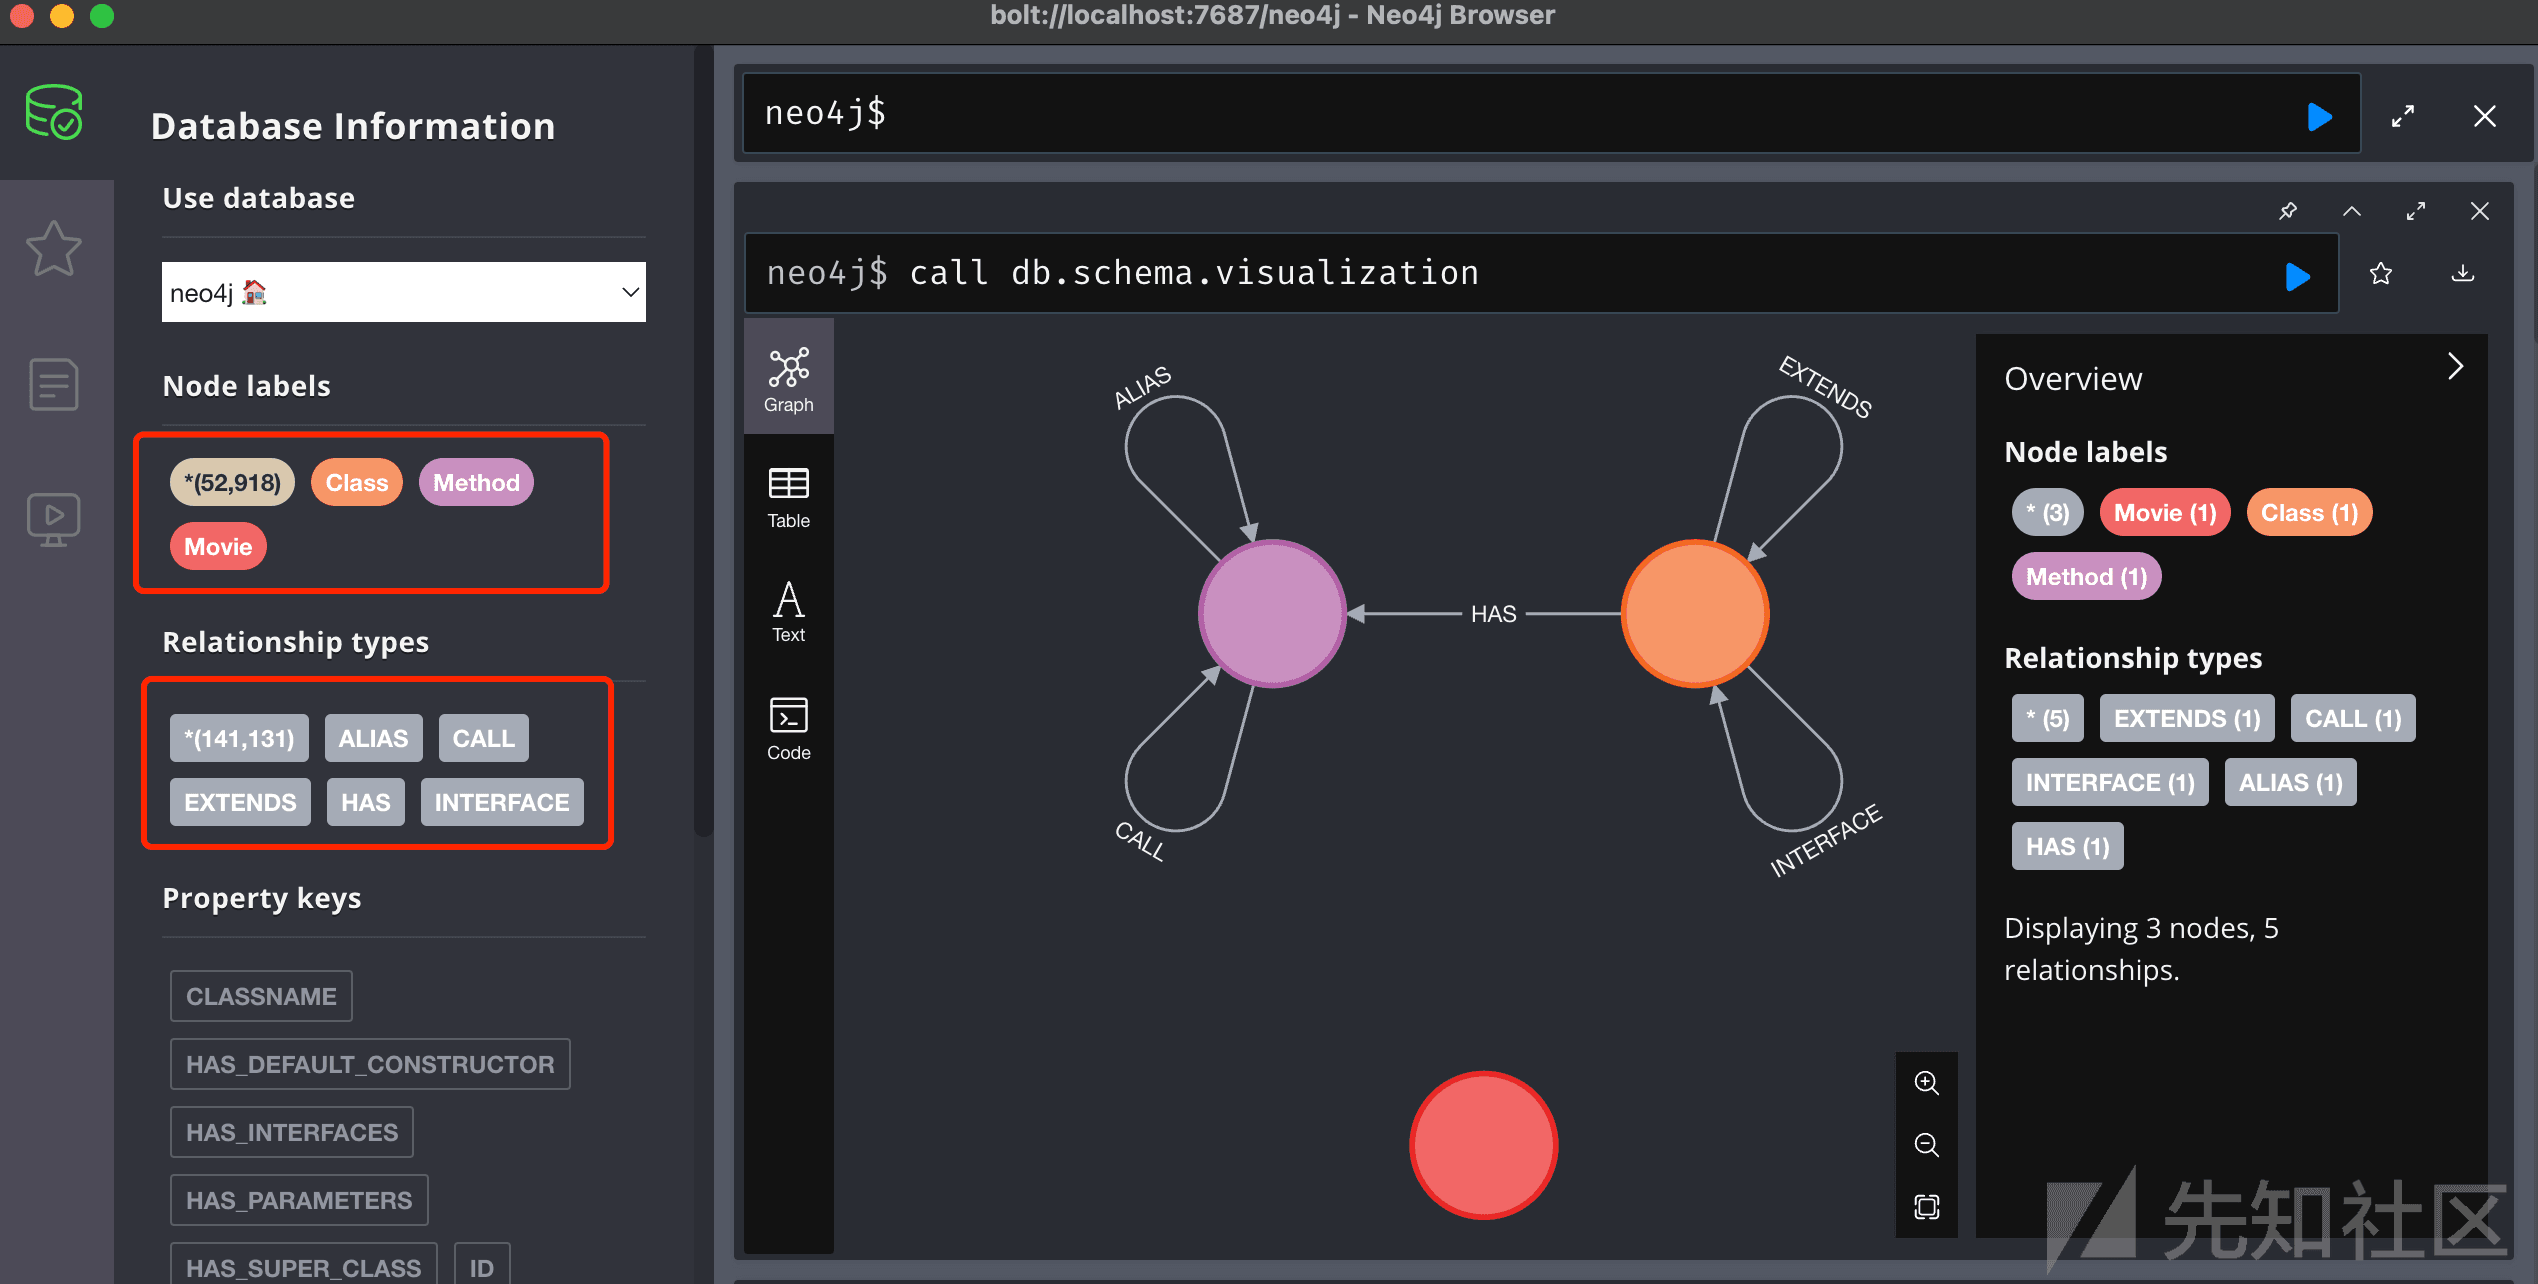 bolt://localhost:7687/neo4j - Neo4j Browser
Database Information
Use database
neo4j
Node labels
*(52,918) Class Method
Movie
Relationship types
*(141,131) ALIAS CALL
EXTENDS HAS INTERFACE
Property keys
CLASSNAME
HAS_DEFAULT_CONSTRUCTOR
HAS_INTERFACES
HAS_PARAMETERS
HAS_SUPER_CLASS ID
neo4j$
neo4j$ call db.schema.visualization
Graph
Table
Text
Code
ALIAS
EXTENDS
HAS
CALL
INTERFACE
Overview
Node labels
* (3) Movie (1) Class (1)
Method (1)
Relationship types
* (5) EXTENDS (1) CALL (1)
INTERFACE (1) ALIAS (1)
HAS (1)
Displaying 3 nodes, 5
relationships.
先知社区